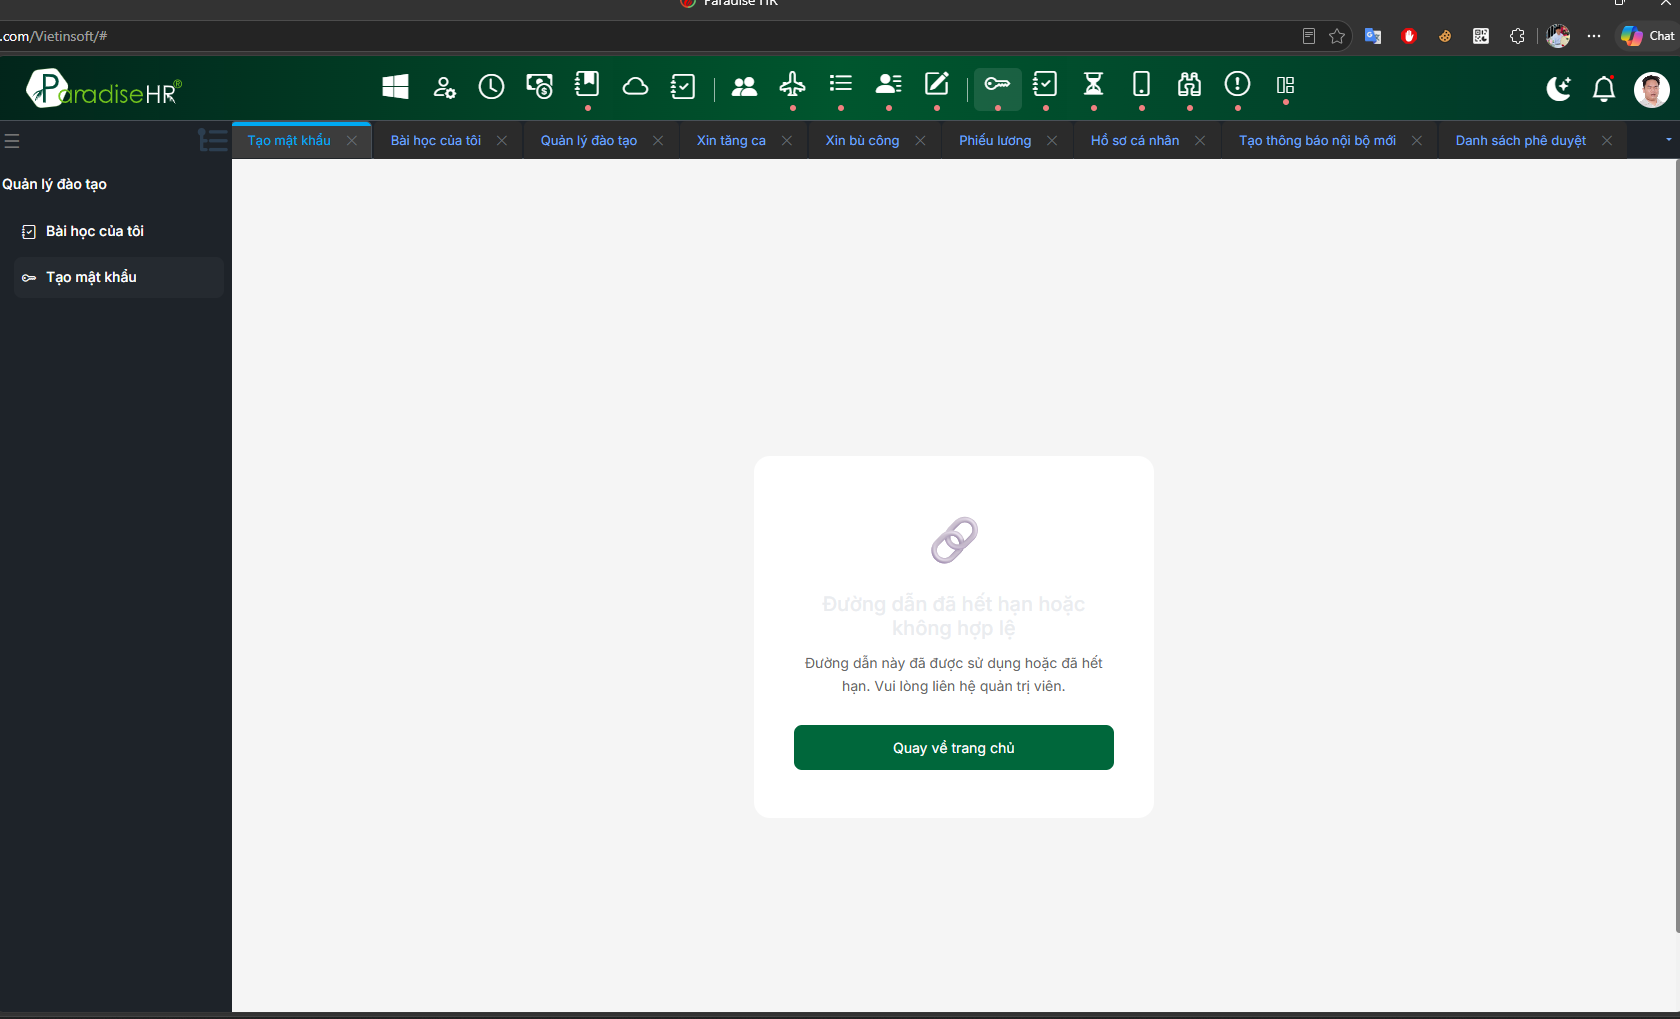 Paradise HR
.com/Vietinsoft/#
Chat
ParadiseHR®
Tạo mật khẩu
Bài học của tôi
Quản lý đào tạo
Xin tăng ca
Xin bù công
Phiếu lương
Hồ sơ cá nhân
Tạo thông báo nội bộ mới
Danh sách phê duyệt
Quản lý đào tạo
Bài học của tôi
Tạo mật khẩu
Đường dẫn đã hết hạn hoặc
không hợp lệ
Đường dẫn này đã được sử dụng hoặc đã hết
hạn. Vui lòng liên hệ quản trị viên.
Quay về trang chủ